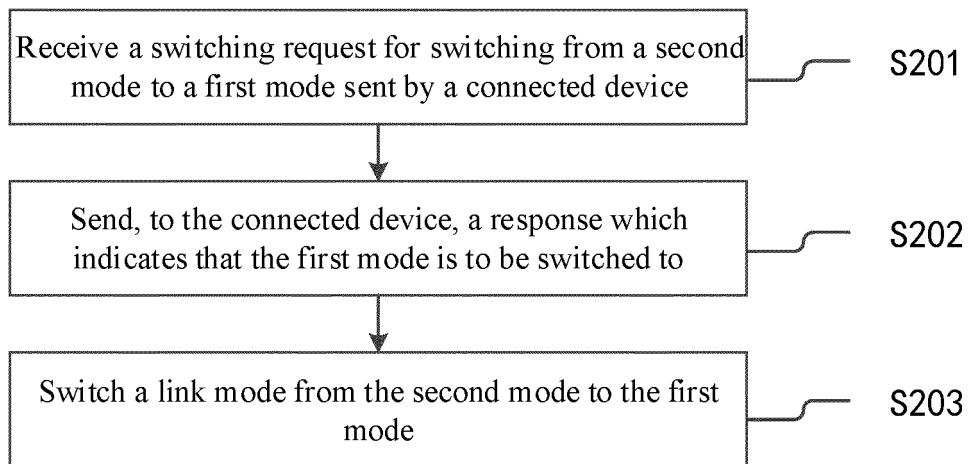 Receive a switching request for switching from a second
mode to a first mode sent by a connected device
S201
Send, to the connected device, a response which
indicates that the first mode is to be switched to
S202
Switch a link mode from the second mode to the first
mode
S203